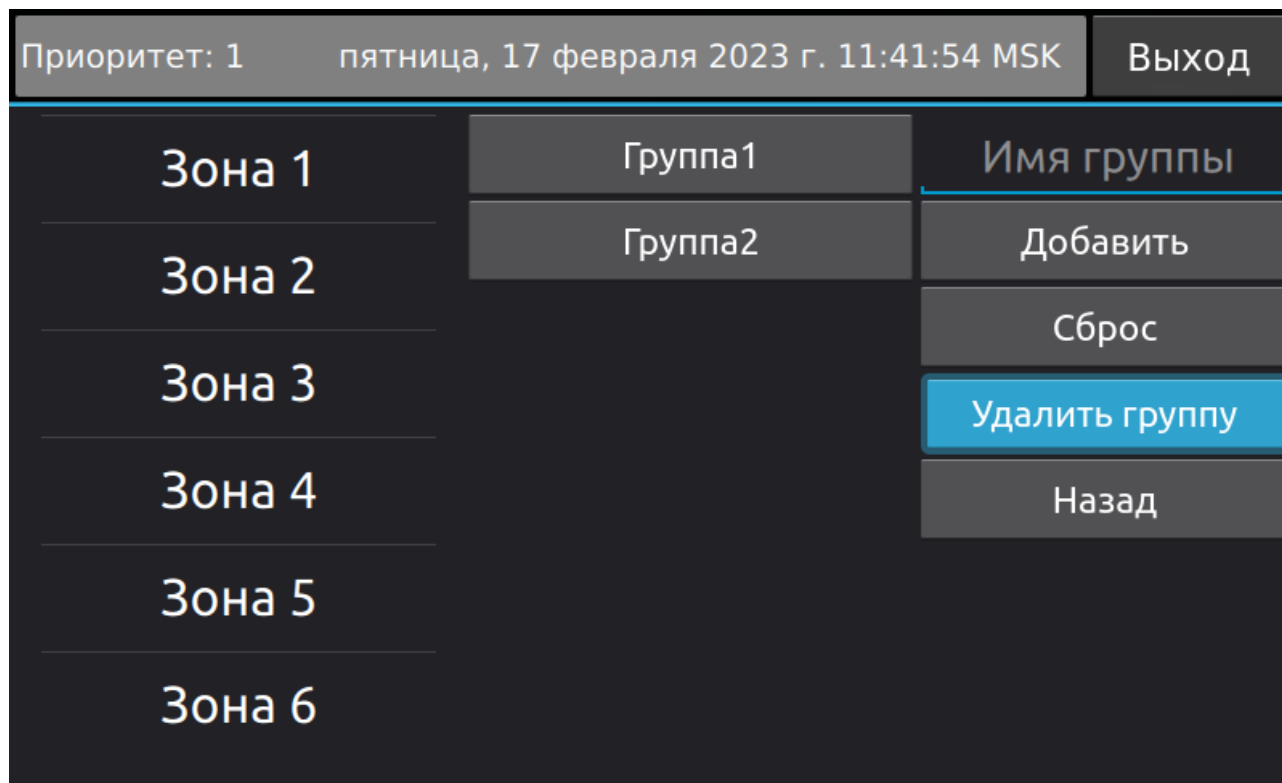 Приоритет: 1 пятница, 17 февраля 2023 г. 11:41:54 MSK Выход
Зона 1
Зона 2
Зона 3
Зона 4
Зона 5
Зона 6
Группа1
Группа2
Имя группы
Добавить
Сброс
Удалить группу
Назад